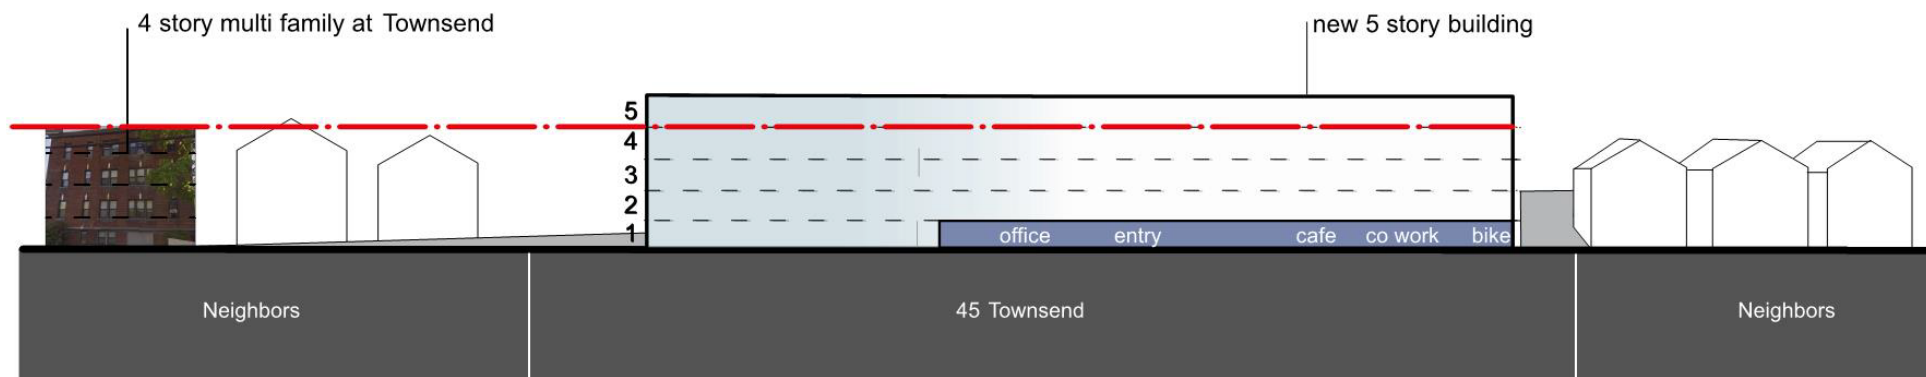 4 story multi family at Townsend
new 5 story building
5
4
3
2
1
office entry cafe co work bike
Neighbors
45 Townsend
Neighbors